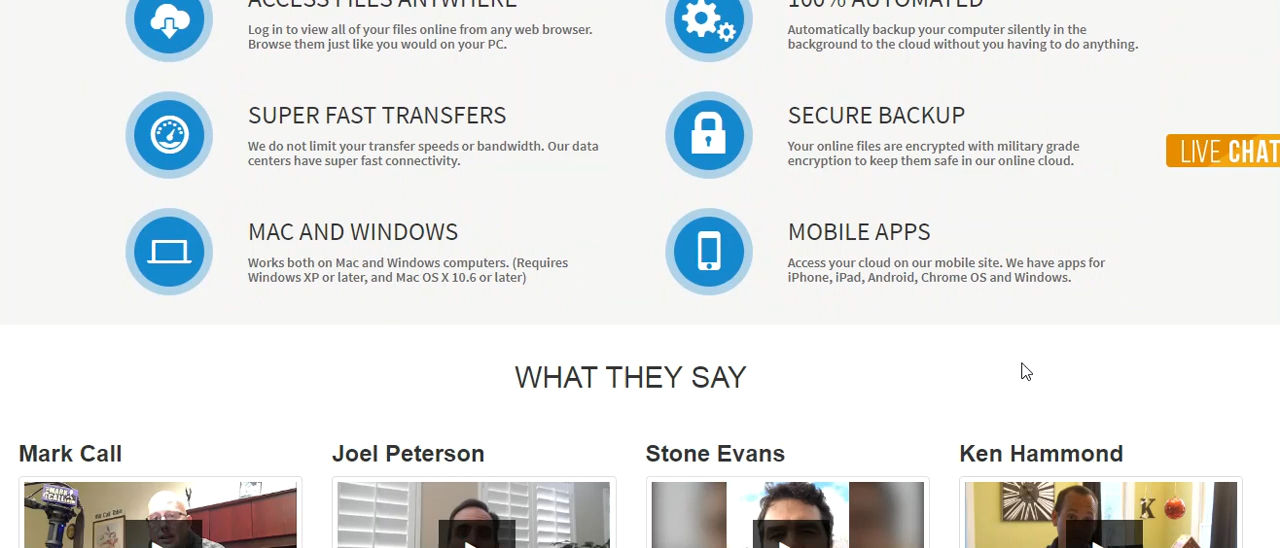 ACCESS FILES ANYWHERE
Log in to view all of your files online from any web browser.
Browse them just like you would on your PC.
100% AUTOMATED
Automatically backup your computer silently in the
background to the cloud without you having to do anything.
SUPER FAST TRANSFERS
We do not limit your transfer speeds or bandwidth. Our data
centers have super fast connectivity.
SECURE BACKUP
Your online files are encrypted with military grade
encryption to keep them safe in our online cloud.
LIVE CHAT
MAC AND WINDOWS
Works both on Mac and Windows computers. (Requires
Windows XP or later, and Mac OS X 10.6 or later)
MOBILE APPS
Access your cloud on our mobile site. We have apps for
iPhone, iPad, Android, Chrome OS and Windows.
WHAT THEY SAY
Mark Call
Joel Peterson
Stone Evans
Ken Hammond
MARK
CALL
K